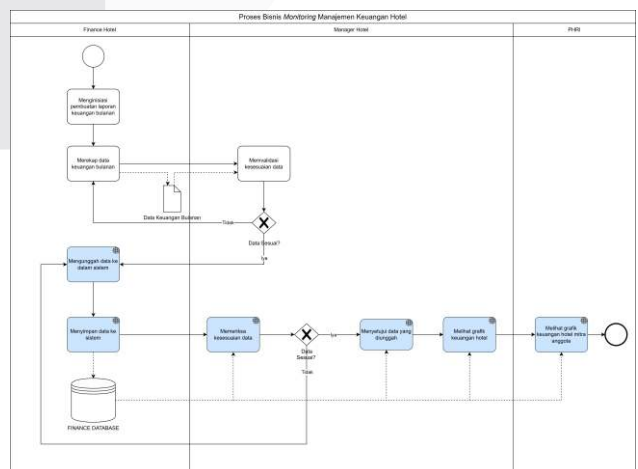 Proses Bisnis Monitoring Manajemen Keuangan Hotel
Finance Hotel
Manager Hotel
PHRI
Menginisiasi
pembuatan laporan
keuangan bulanan
Merekap data
keuangan bulanan
Memvalidasi
kesesuaian data
Data Keuangan Bulanan
Tidak
Data Sesuai?
Iya
Mengunggah data ke
dalam sistem
Menyimpan data ke
sistem
Memeriksa
kesesuaian data
Iya
Data
Sesuai?
Tidak
Menyetujui data yang
diunggah
Melihat grafik
keuangan hotel
Melihat grafik
keuangan hotel mitra
anggota
FINANCE DATABASE